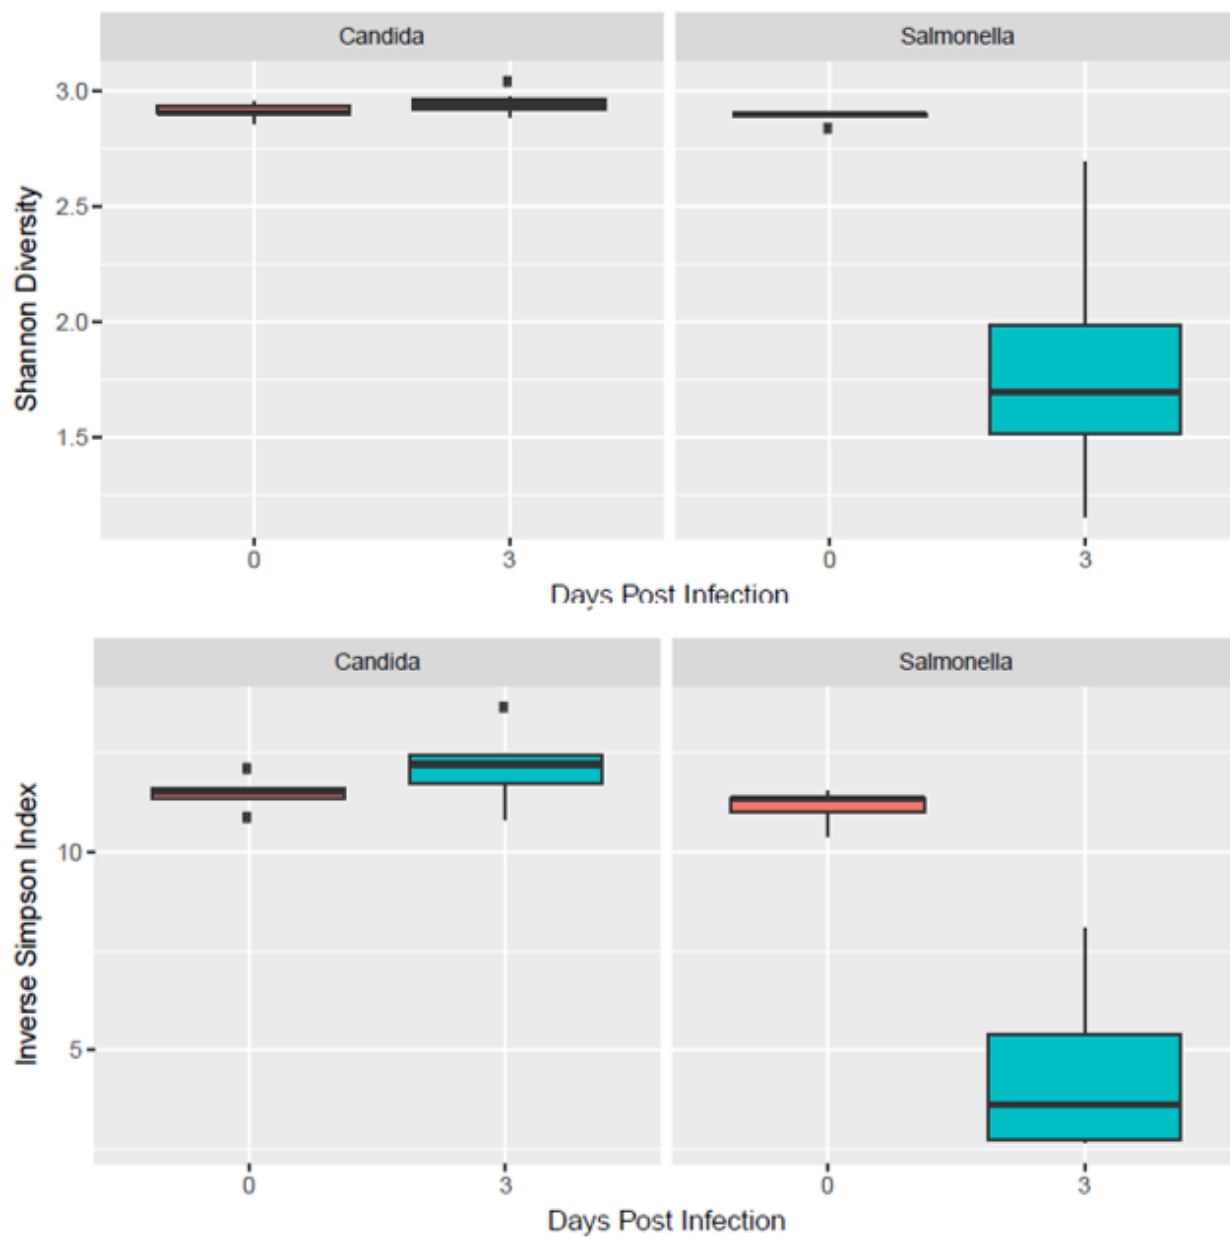 Candida Salmonella
Shannon Diversity
3.0
2.5
2.0
1.5
0 3 0 3
Days Post Infection
Candida Salmonella
Inverse Simpson Index
10
5
0 3 0 3
Days Post Infection